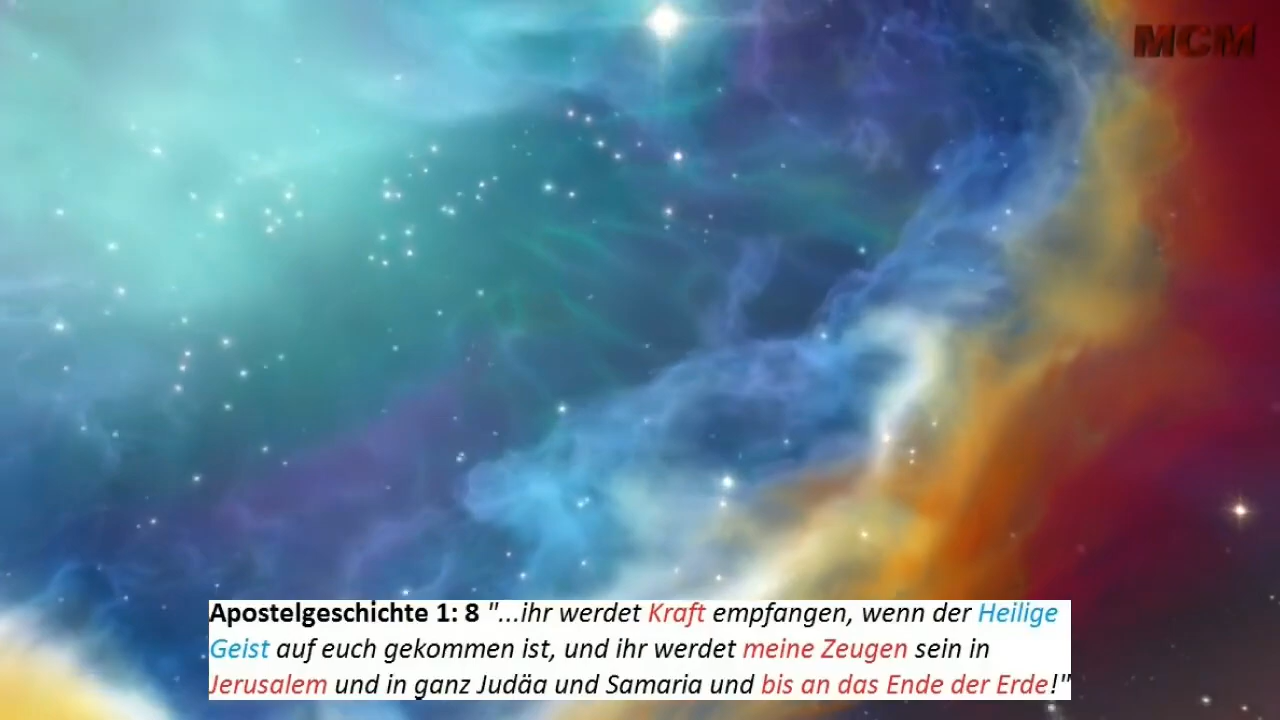 MCM
Apostelgeschichte 1: 8 "...ihr werdet Kraft empfangen, wenn der Heilige
Geist auf euch gekommen ist, und ihr werdet meine Zeugen sein in
Jerusalem und in ganz Judäa und Samaria und bis an das Ende der Erde!"